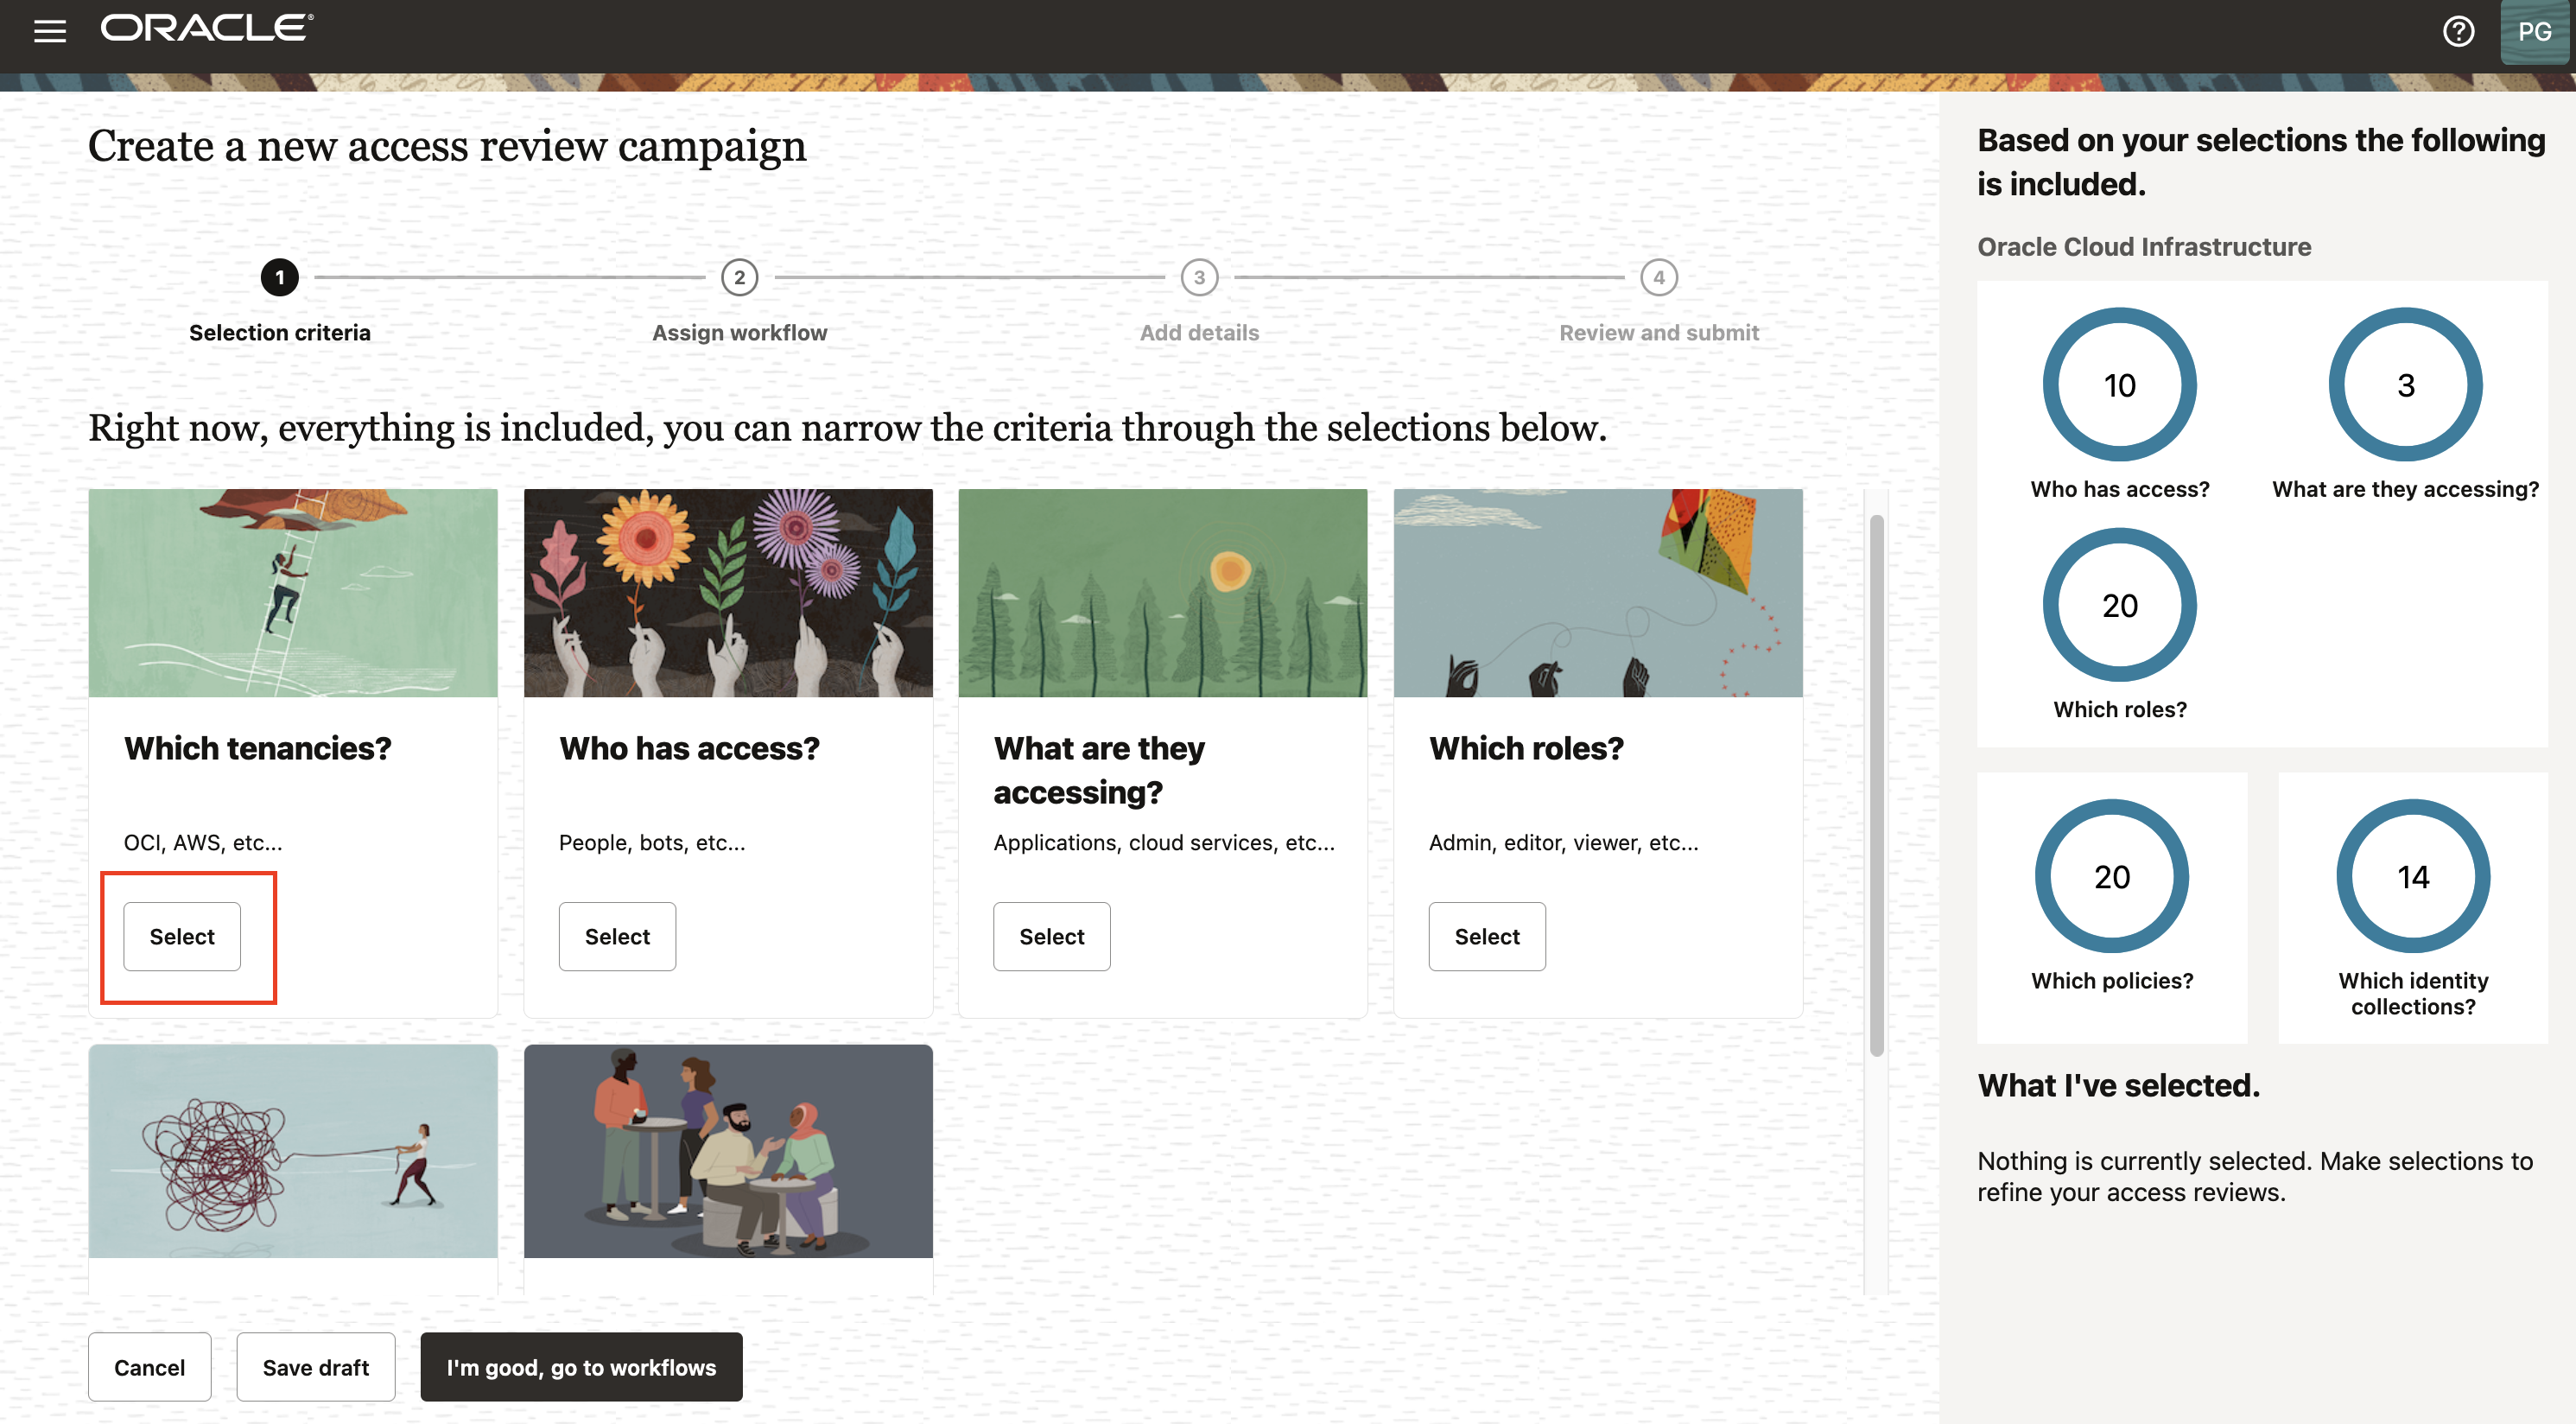 ORACLE
PG
Create a new access review campaign
1
2
3
4
Selection criteria
Assign workflow
Add details
Review and submit
Right now, everything is included, you can narrow the criteria through the selections below.
Which tenancies?
OCI, AWS, etc...
Select
Who has access?
People, bots, etc...
Select
What are they
accessing?
Applications, cloud services, etc...
Select
Which roles?
Admin, editor, viewer, etc...
Select
Cancel
Save draft
I'm good, go to workflows
Based on your selections the following
is included.
Oracle Cloud Infrastructure
10
Who has access?
3
What are they accessing?
20
Which roles?
20
Which policies?
14
Which identity
collections?
What I've selected.
Nothing is currently selected. Make selections to
refine your access reviews.